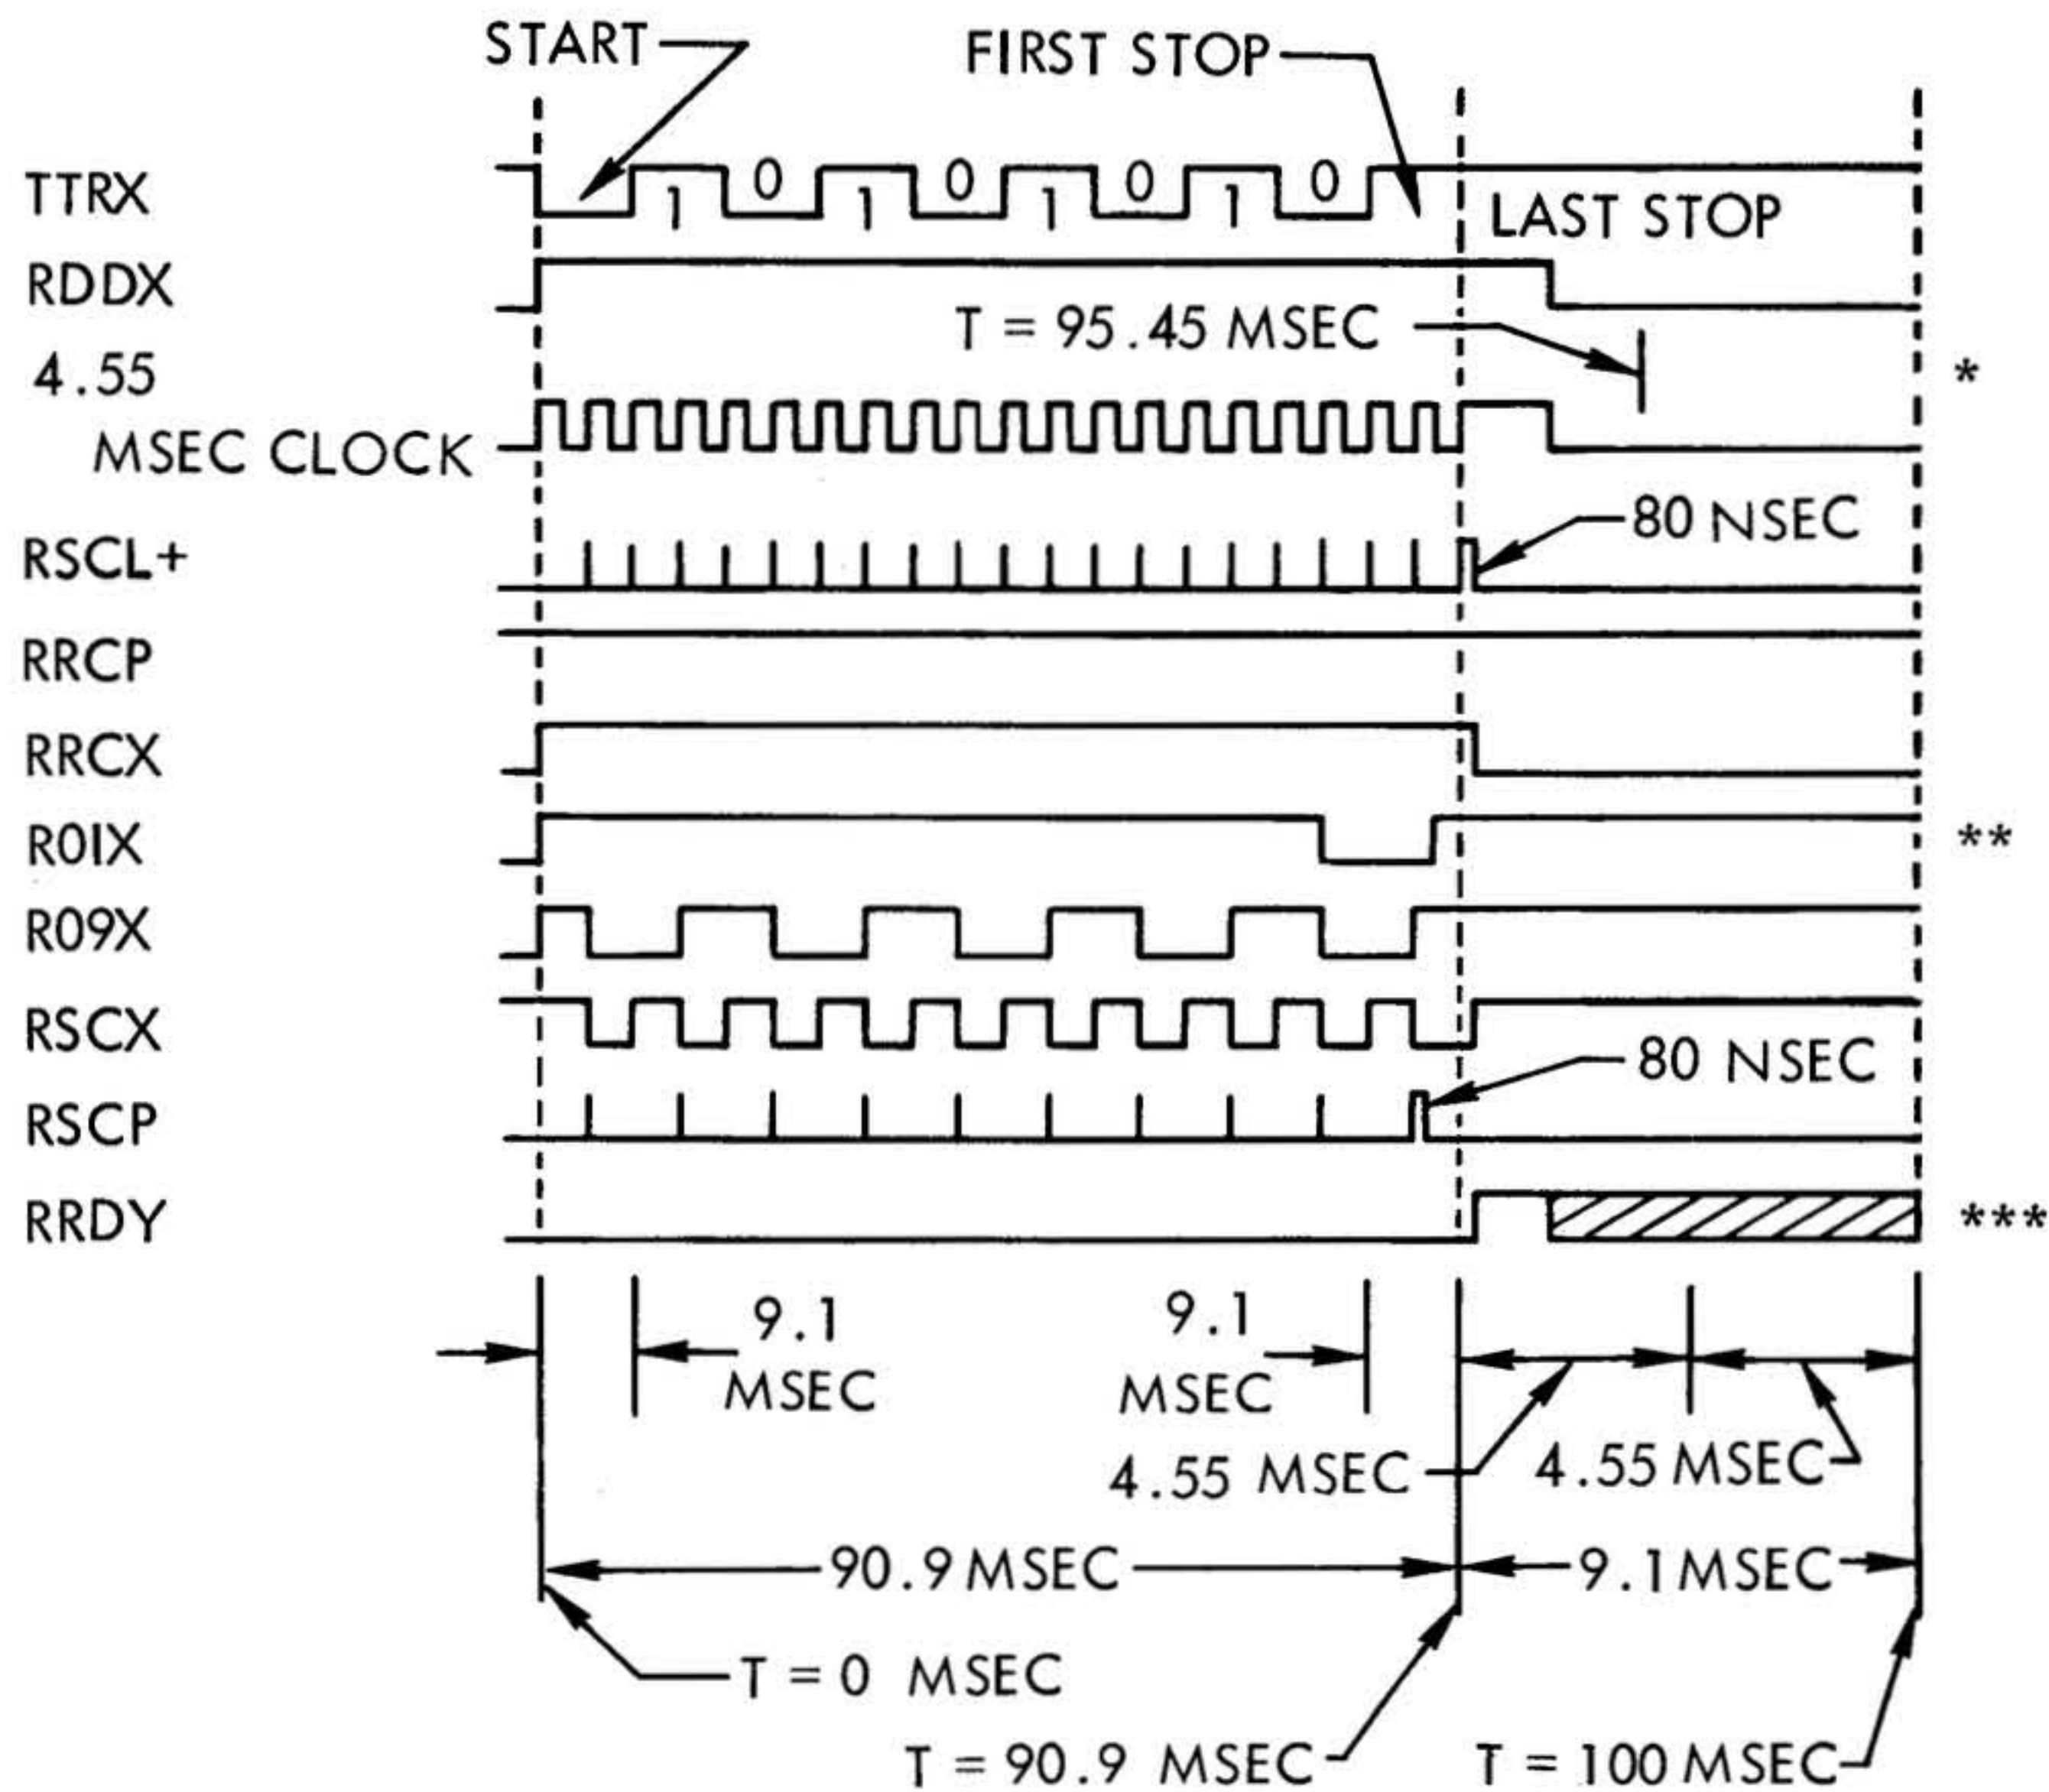 START
FIRST STOP
TTRX
1 0 1 0 1 0 1 0
LAST STOP
RDDX
T = 95.45 MSEC
4.55
MSEC CLOCK
*
80 NSEC
RSCL+
RRCP
RRCX
R0IX
**
R09X
RSCX
80 NSEC
RSCP
RRDY
***
9.1
MSEC
9.1
MSEC
4.55 MSEC
4.55 MSEC
90.9 MSEC
9.1 MSEC
T = 0 MSEC
T = 90.9 MSEC
T = 100 MSEC